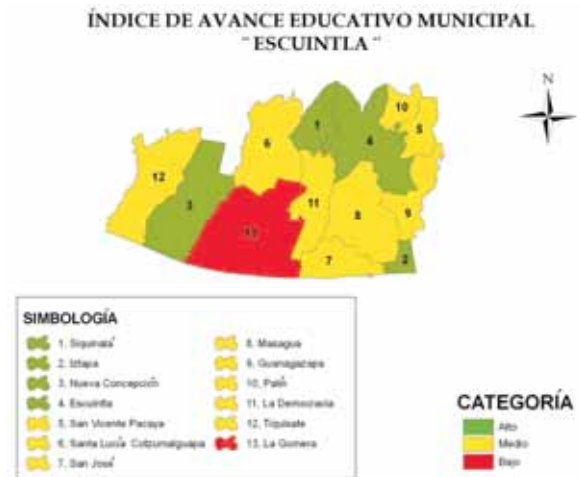 ÍNDICE DE AVANCE EDUCATIVO MUNICIPAL
¨ ESCUINTLA ¨
N
10
1
4
5
6
12
3
11
8
9
13
7
2
SIMBOLOGÍA
1. Siquinalá
2. Iztapa
3. Nueva Concepción
4. Escuintla
5. San Vicente Pacaya
6. Santa Lucía Cotzumalguapa
7. San José
8. Masagua
9. Guanagazapa
10. Palín
11. La Democracia
12. Tiquisate
13. La Gomera
CATEGORÍA
Alto
Medio
Bajo